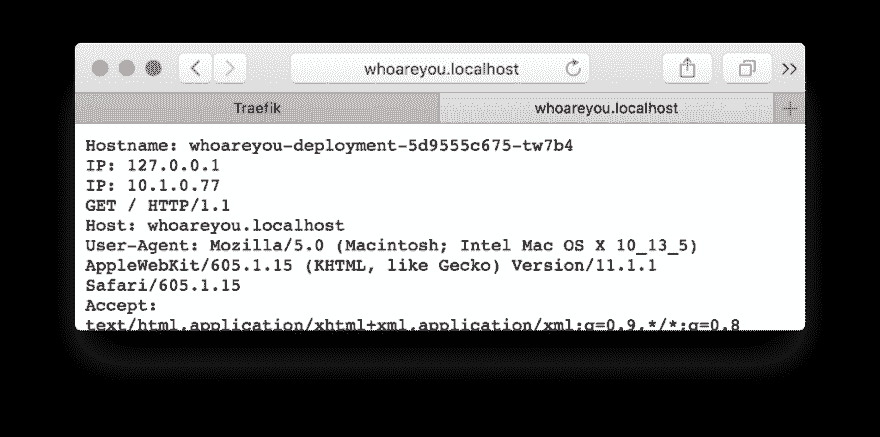 whoareyou.localhost
Traefik
whoareyou.localhost
Hostname: whoareyou-deployment-5d9555c675-tw7b4
IP: 127.0.0.1
IP: 10.1.0.77
GET / HTTP/1.1
Host: whoareyou.localhost
User-Agent: Mozilla/5.0 (Macintosh; Intel Mac OS X 10_13_5)
AppleWebKit/605.1.15 (KHTML, like Gecko) Version/11.1.1
Safari/605.1.15
Accept:
text/html,application/xhtml+xml,application/xml;q=0.9,*/*;q=0.8